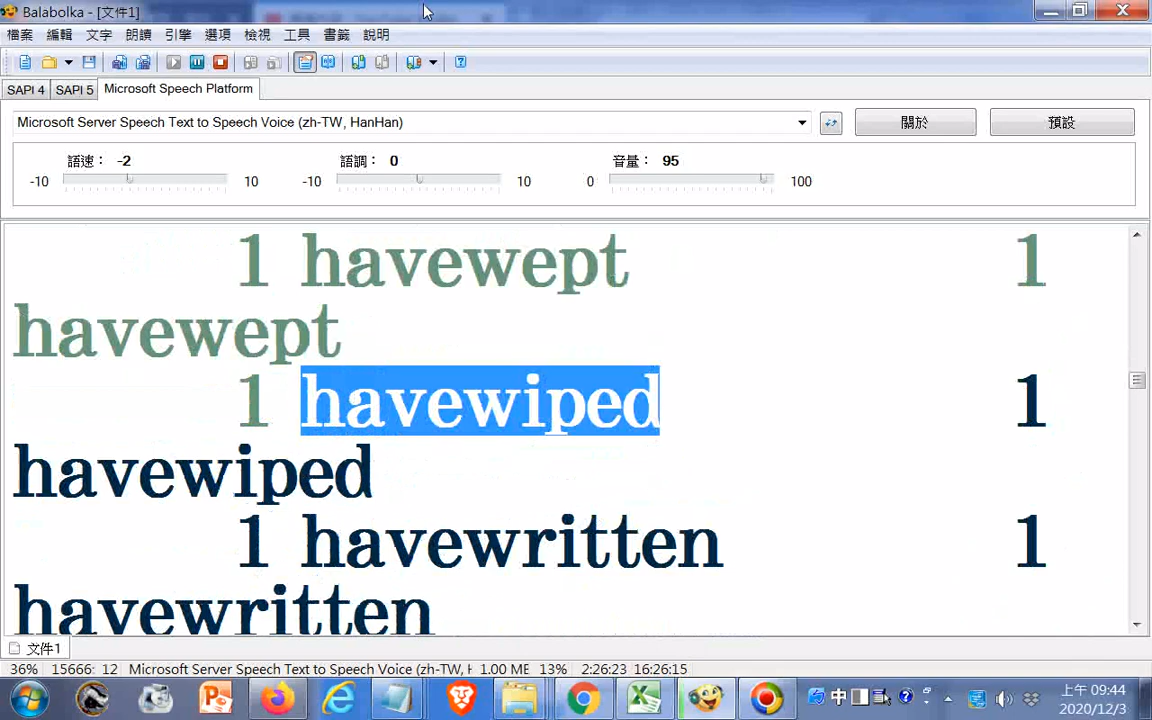 Balabolka - [文件1]
檔案 編輯 文字 朗讀 引擎 選項 檢視 工具 書籤 說明
SAPI 4 SAPI 5 Microsoft Speech Platform
Microsoft Server Speech Text to Speech Voice (zh-TW, HanHan) 關於 預設
語速： -2 語調： 0 音量： 95
-10 10 -10 10 0 100
1 havewept 1
havewept
1 havewiped 1
havewiped
1 havewritten 1
havewritten
文件1
36% 15666: 12 Microsoft Server Speech Text to Speech Voice (zh-TW, H 1.00 ME 13% 2:26:23 16:26:15
中 上午 09:44
2020/12/3